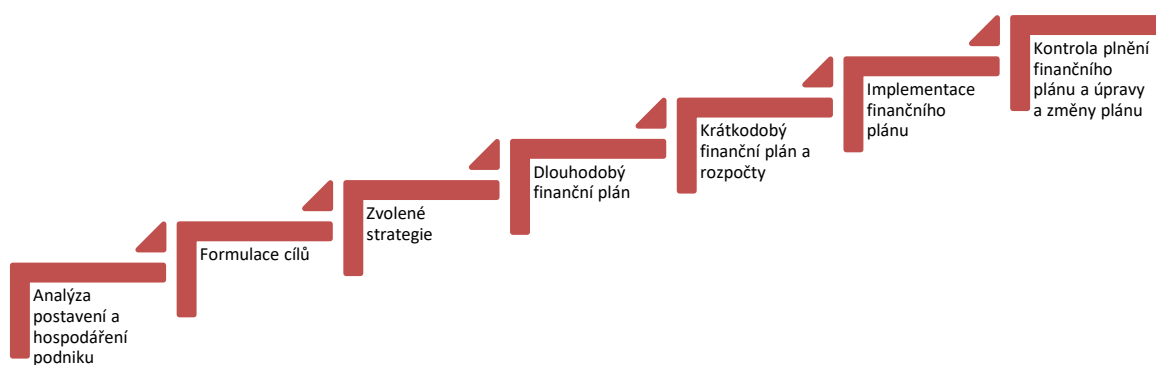 Analýza
postavení a
hospodáření
podniku
Formulace cílů
Zvolené
strategie
Dlouhodobý
finanční plán
Krátkodobý
finanční plán a
rozpočty
Implementace
finančního
plánu
Kontrola plnění
finančního
plánu a úpravy
a změny plánu